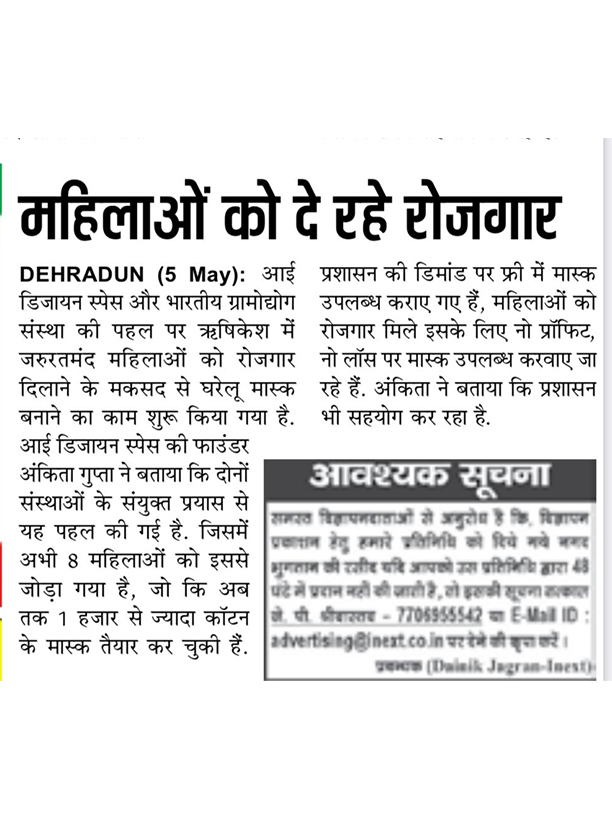 महिलाओं को दे रहे रोजगार
DEHRADUN (5 May): आई
डिजायन स्पेस और भारतीय ग्रामोद्योग
संस्था की पहल पर ऋषिकेश में
जरुरतमंद महिलाओं को रोजगार
दिलाने के मकसद से घरेलू मास्क
बनाने का काम शुरू किया गया है.
आई डिजायन स्पेस की फाउंडर
अंकिता गुप्ता ने बताया कि दोनों
संस्थाओं के संयुक्त प्रयास से
यह पहल की गई है. जिसमें
अभी 8 महिलाओं को इससे
जोड़ा गया है, जो कि अब
तक 1 हजार से ज्यादा कॉटन
के मास्क तैयार कर चुकी हैं.
प्रशासन की डिमांड पर फ्री में मास्क
उपलब्ध कराए गए हैं, महिलाओं को
रोजगार मिले इसके लिए नो प्रॉफिट,
नो लॉस पर मास्क उपलब्ध करवाए जा
रहे हैं. अंकिता ने बताया कि प्रशासन
भी सहयोग कर रहा है.
आवश्यक सूचना
समस्त विज्ञापनदाताओं से अनुरोध है कि, विज्ञापन
प्रकाशन हेतु हमारे प्रतिनिधि को दिये गये नगद
भुगतान की रसीद यदि आपको उस प्रतिनिधि द्वारा 48
घंटे में प्रदान नहीं की जाती है, तो इसकी सूचना तत्काल
जे. पी. श्रीवास्तव - 7706955542 या E-Mail ID :
advertising@inext.co.in पर देने की कृपा करें।
प्रबन्धक (Dainik Jagran-Inext)